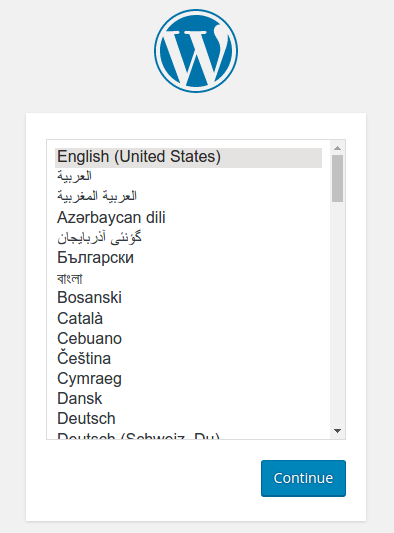 English (United States)
العربية
العربية المغربية
Azərbaycan dili
گؤنئی آذربایجان
Български
বাংলা
Bosanski
Català
Cebuano
Čeština
Cymraeg
Dansk
Deutsch
Deutsch (Schweiz, Du)
Continue